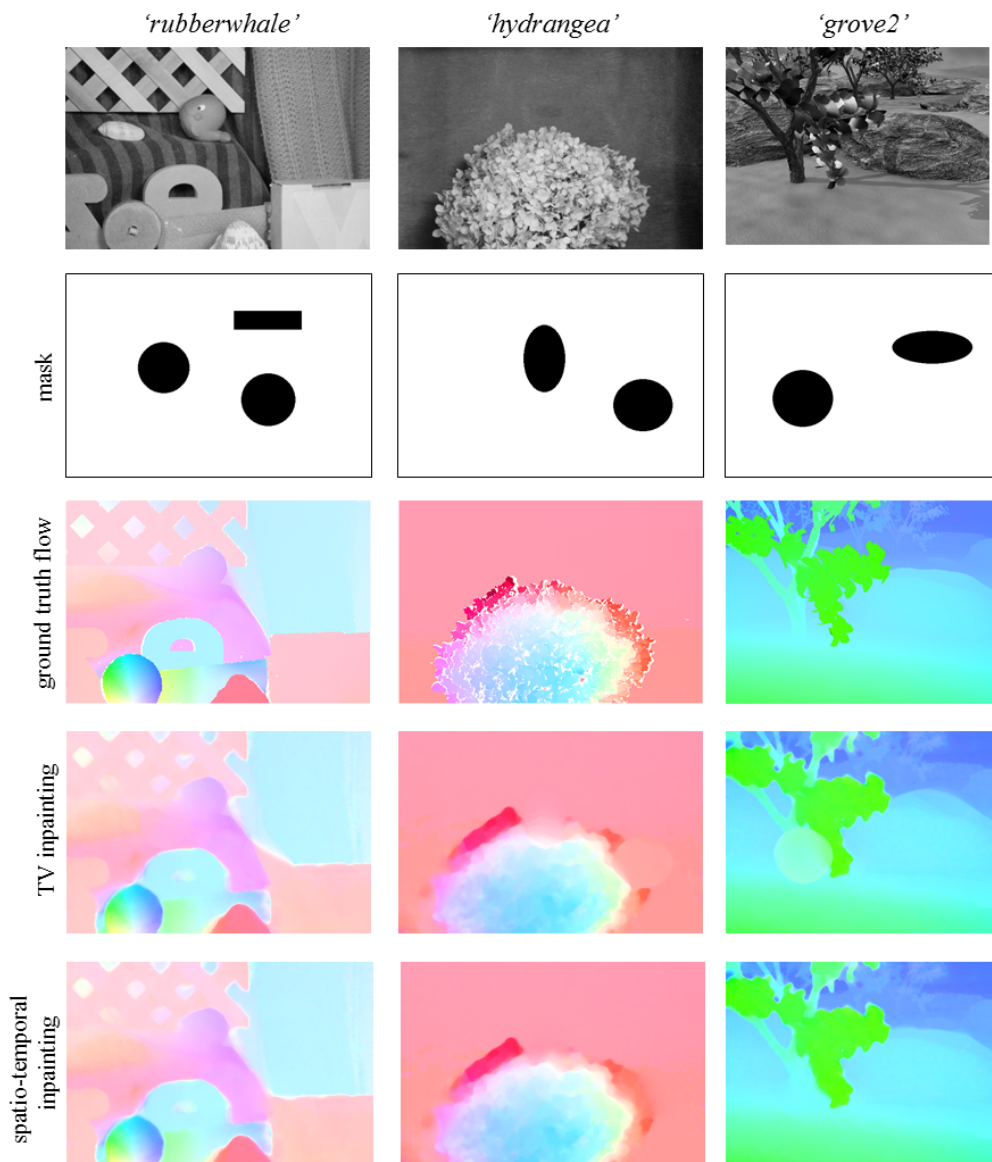 ‘rubberwhale’
‘hydrangea’
‘grove2’
mask
ground truth flow
TV inpainting
spatio-temporal
inpainting